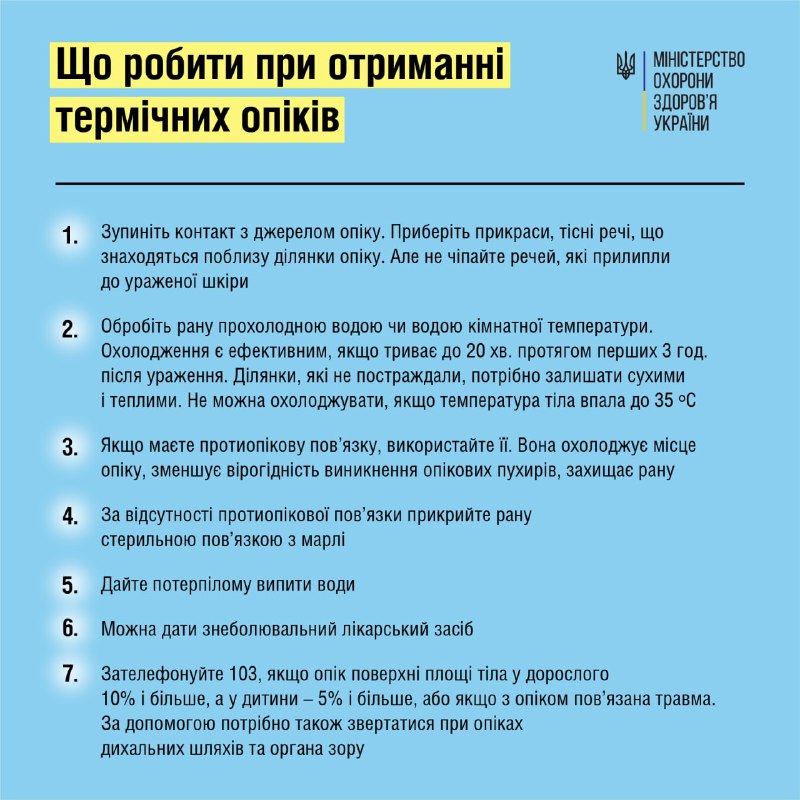 Що робити при отриманні
термічних опіків
МІНІСТЕРСТВО
ОХОРОНИ
ЗДОРОВ'Я
УКРАЇНИ
1. Зупиніть контакт з джерелом опіку. Приберіть прикраси, тісні речі, що
знаходяться поблизу ділянки опіку. Але не чіпайте речей, які прилипли
до ураженої шкіри
2. Обробіть рану прохолодною водою чи водою кімнатної температури.
Охолодження є ефективним, якщо триває до 20 хв. протягом перших 3 год.
після ураження. Ділянки, які не постраждали, потрібно залишати сухими
і теплими. Не можна охолоджувати, якщо температура тіла впала до 35 ºС
3. Якщо маєте протиопікову пов'язку, використайте її. Вона охолоджує місце
опіку, зменшує вірогідність виникнення опікових пухирів, захищає рану
4. За відсутності протиопікової пов'язки прикрийте рану
стерильною пов'язкою з марлі
5. Дайте потерпілому випити води
6. Можна дати знеболювальний лікарський засіб
7. Зателефонуйте 103, якщо опік поверхні площі тіла у дорослого
10% і більше, а у дитини – 5% і більше, або якщо з опіком пов'язана травма.
За допомогою потрібно також звертатися при опіках
дихальних шляхів та органа зору